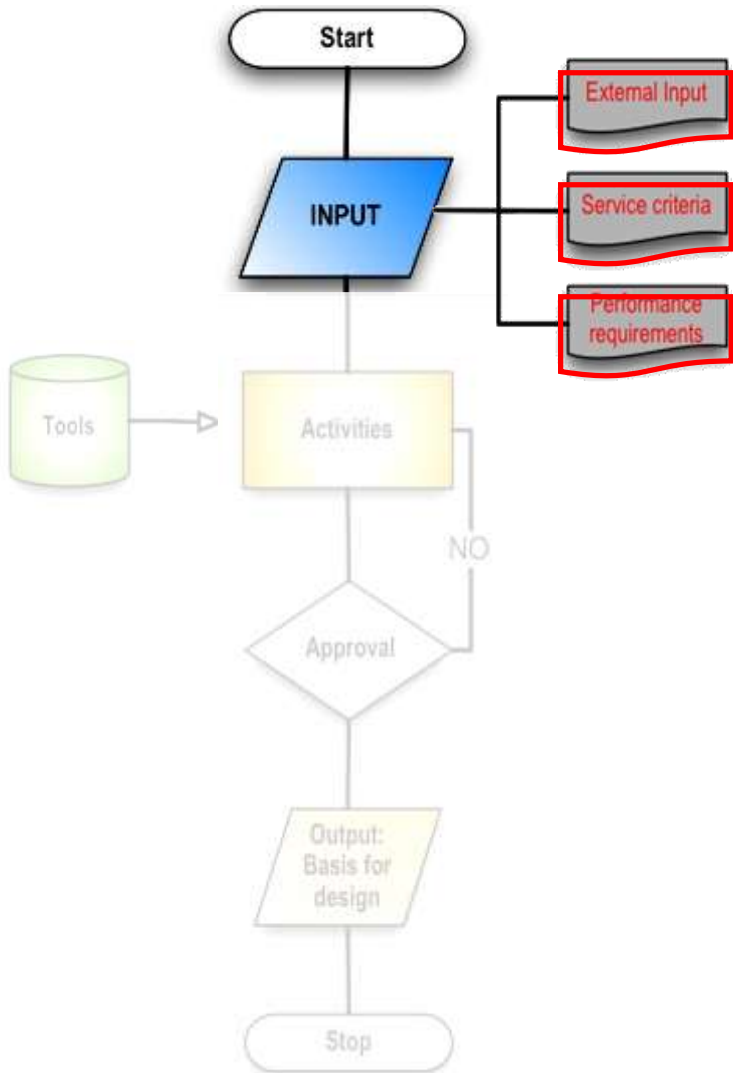 Start
External Input
INPUT
Service criteria
Performance
requirements
Tools
Activities
NO
Approval
Output:
Basis for
design
Stop